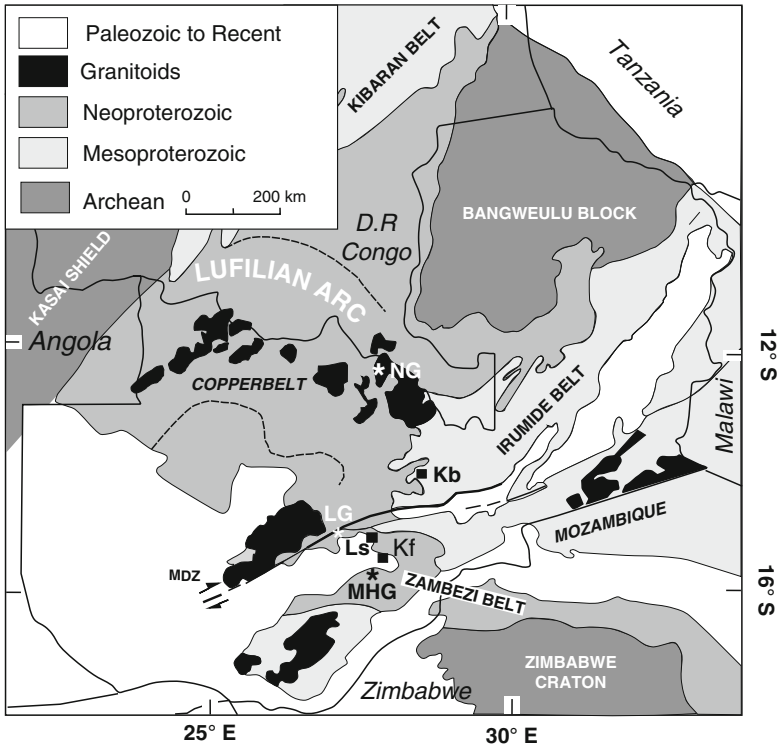 Paleozoic to Recent
Granitoids
Neoproterozoic
Mesoproterozoic
Archean
0 200 km
KIBARAN BELT
Tanzania
D.R
Congo
BANGWEULU BLOCK
KASAI SHIELD
LUFILIAN ARC
Angola
COPPERBELT
* NG
12° S
IRUMIDE BELT
Malawi
Kb
LG
MOZAMBIQUE
Ls
Kf
MDZ
*
MHG
ZAMBEZI BELT
16° S
ZIMBABWE
CRATON
Zimbabwe
25° E
30° E